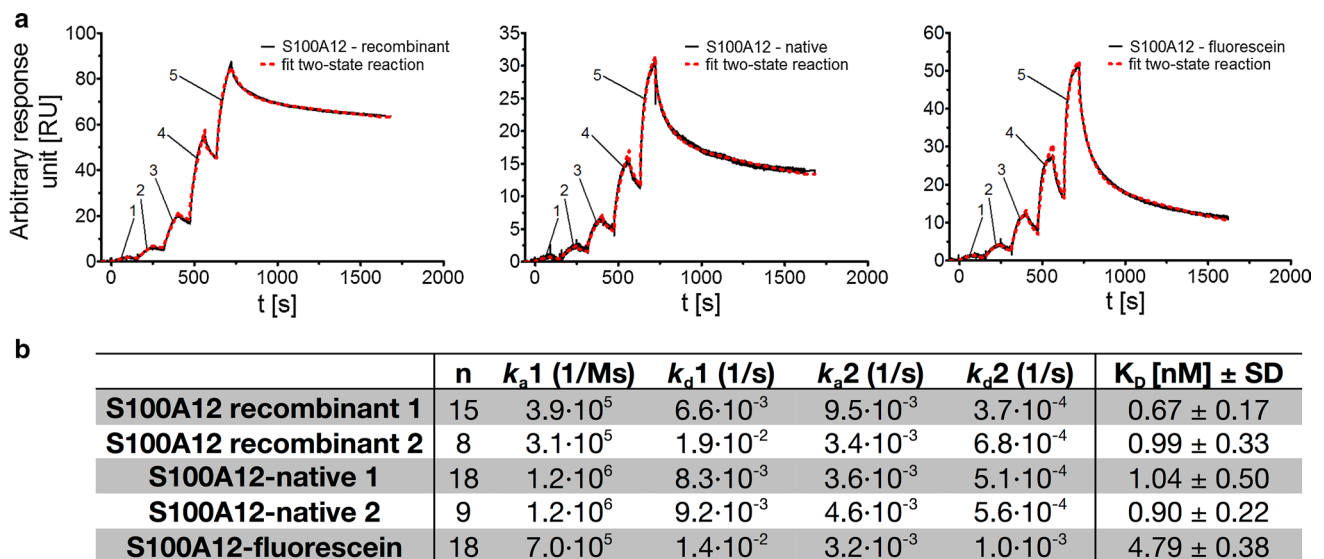 a
Arbitrary response
unit [RU]
S100A12 - recombinant
fit two-state reaction
100
80
60
40
20
0
1
2
3
4
5
0 500 1000 1500 2000
t [s]
S100A12 - native
fit two-state reaction
35
30
25
20
15
10
5
0
1
2
3
4
5
0 500 1000 1500 2000
t [s]
S100A12 - fluorescein
fit two-state reaction
60
50
40
30
20
10
0
1
2
3
4
5
0 500 1000 1500 2000
t [s]
b
n kₐ1 (1/Ms) k_d1 (1/s) kₐ2 (1/s) k_d2 (1/s) K_D [nM] ± SD
S100A12 recombinant 1 15 3.9·10⁵ 6.6·10⁻³ 9.5·10⁻³ 3.7·10⁻⁴ 0.67 ± 0.17
S100A12 recombinant 2 8 3.1·10⁵ 1.9·10⁻² 3.4·10⁻³ 6.8·10⁻⁴ 0.99 ± 0.33
S100A12-native 1 18 1.2·10⁶ 8.3·10⁻³ 3.6·10⁻³ 5.1·10⁻⁴ 1.04 ± 0.50
S100A12-native 2 9 1.2·10⁶ 9.2·10⁻³ 4.6·10⁻³ 5.6·10⁻⁴ 0.90 ± 0.22
S100A12-fluorescein 18 7.0·10⁵ 1.4·10⁻² 3.2·10⁻³ 1.0·10⁻³ 4.79 ± 0.38